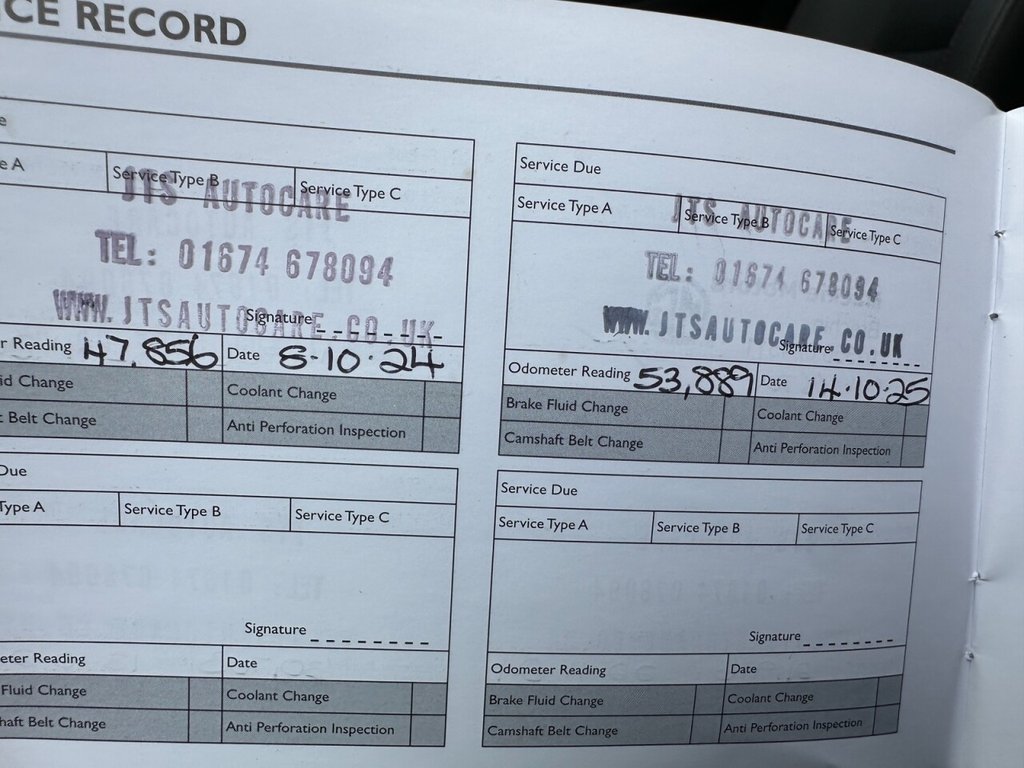 CE RECORD
e
e A
Service Type B
Service Type C
JTS AUTOCARE
TEL: 01674 678094
WWW.JTSAUTOCARE.CO.UK
Signature
r Reading 47,856
Date 8-10-24
id Change
Coolant Change
t Belt Change
Anti Perforation Inspection
Service Due
Service Type A
Service Type B
Service Type C
JTS AUTOCARE
TEL: 01674 678094
WWW.JTSAUTOCARE.CO.UK
Signature
Odometer Reading 53,889
Date 14.10.25
Brake Fluid Change
Coolant Change
Camshaft Belt Change
Anti Perforation Inspection
Due
Type A
Service Type B
Service Type C
Signature
eter Reading
Date
Fluid Change
Coolant Change
haft Belt Change
Anti Perforation Inspection
Service Due
Service Type A
Service Type B
Service Type C
Signature
Odometer Reading
Date
Brake Fluid Change
Coolant Change
Camshaft Belt Change
Anti Perforation Inspection